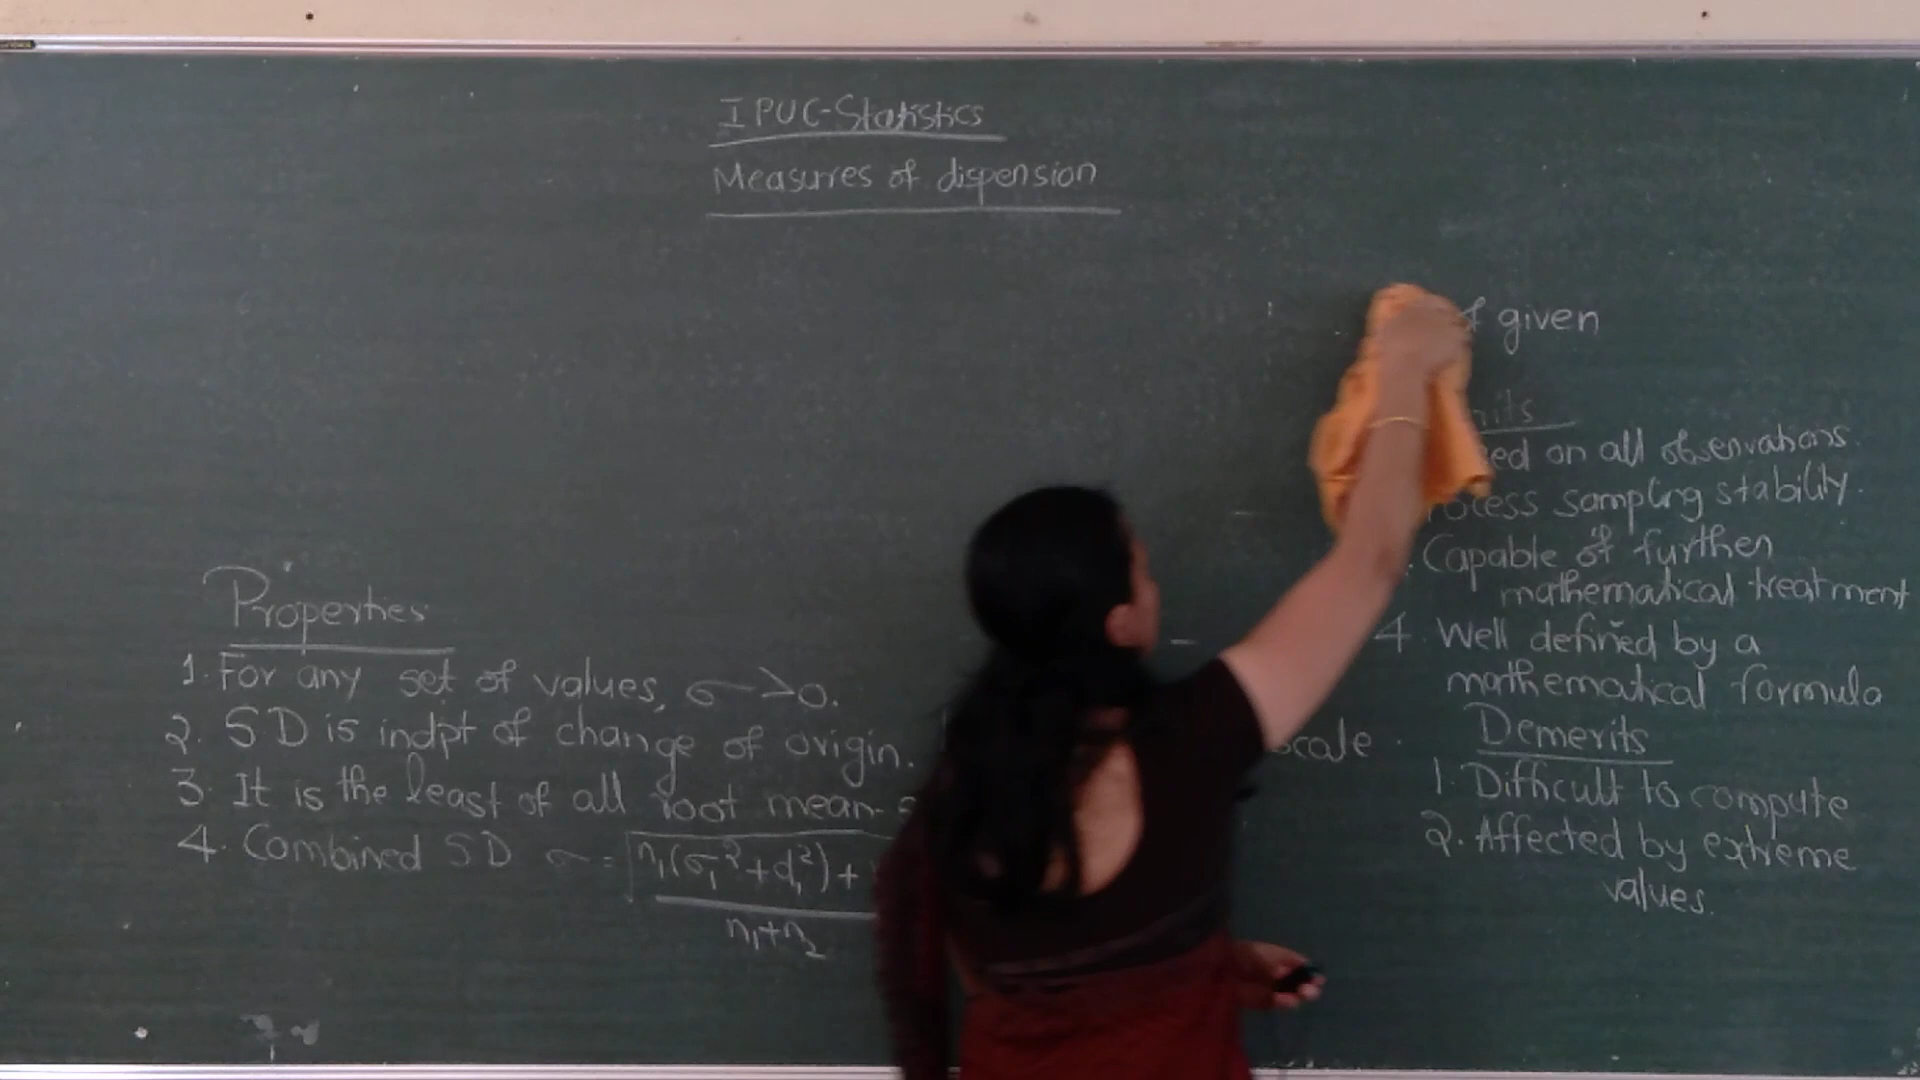 I PUC-Statistics
Measures of dispension
given
Properties
1. For any set of values, σ >0.
2. SD is indpt of change of origin. scale.
3. It is the least of all root mean
4. Combined SD σ = √n₁(σ₁²+d₁²)+
n₁+n₂
on all observations.
sampling stability.
Capable of further
mathematical treatment
4. Well defined by a
mathematical formula
Demerits
1. Difficult to compute
2. Affected by extreme
values.